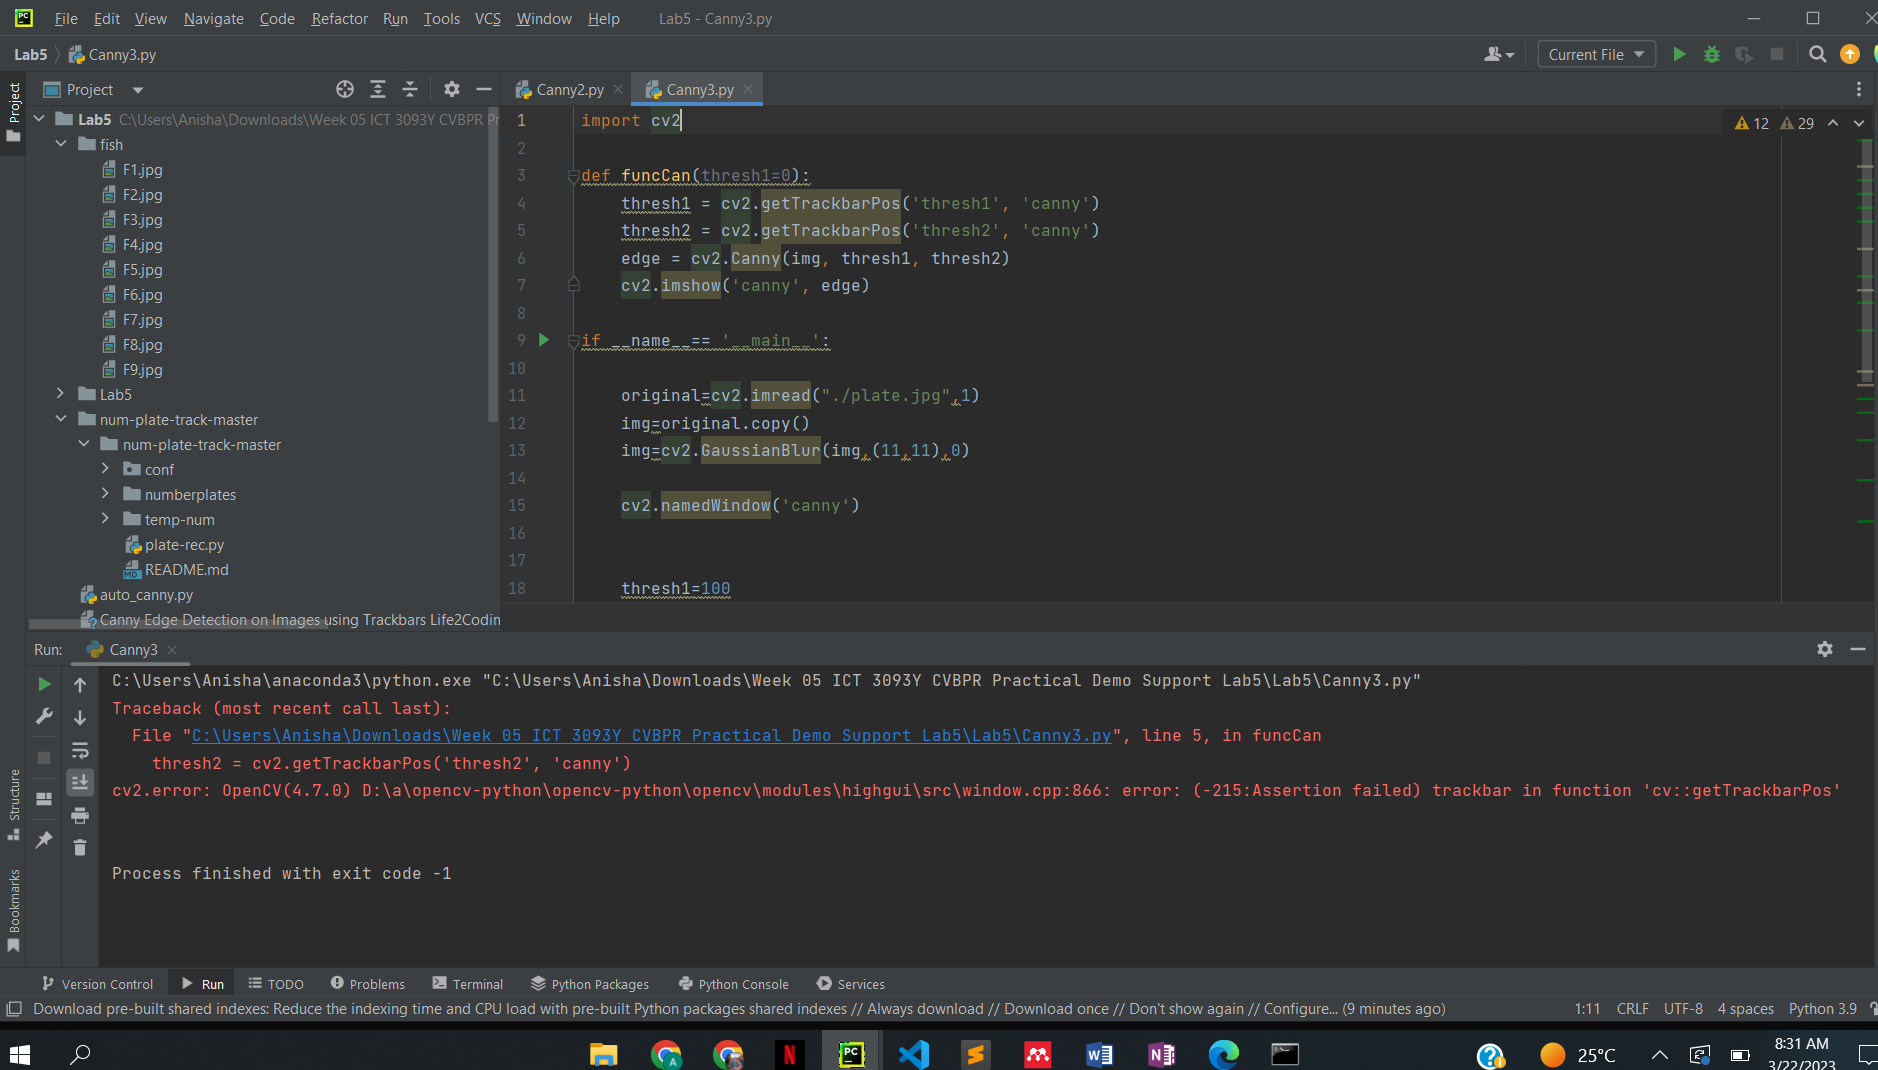 PC File Edit View Navigate Code Refactor Run Tools VCS Window Help Lab5 - Canny3.py
Lab5 Canny3.py Current File
Project
Project
Canny2.py Canny3.py
Lab5 C:\Users\Anisha\Downloads\Week 05 ICT 3093Y CVBPR Pr
fish
F1.jpg
F2.jpg
F3.jpg
F4.jpg
F5.jpg
F6.jpg
F7.jpg
F8.jpg
F9.jpg
Lab5
num-plate-track-master
num-plate-track-master
conf
numberplates
temp-num
plate-rec.py
README.md
auto_canny.py
Canny Edge Detection on Images using Trackbars Life2Codin
12 29
1 import cv2
2
3 def funcCan(thresh1=0):
4 thresh1 = cv2.getTrackbarPos('thresh1', 'canny')
5 thresh2 = cv2.getTrackbarPos('thresh2', 'canny')
6 edge = cv2.Canny(img, thresh1, thresh2)
7 cv2.imshow('canny', edge)
8
9 if __name__== '__main__':
10
11 original=cv2.imread("./plate.jpg",1)
12 img=original.copy()
13 img=cv2.GaussianBlur(img,(11,11),0)
14
15 cv2.namedWindow('canny')
16
17
18 thresh1=100
Run: Canny3
C:\Users\Anisha\anaconda3\python.exe "C:\Users\Anisha\Downloads\Week 05 ICT 3093Y CVBPR Practical Demo Support Lab5\Lab5\Canny3.py"
Traceback (most recent call last):
File "C:\Users\Anisha\Downloads\Week 05 ICT 3093Y CVBPR Practical Demo Support Lab5\Lab5\Canny3.py", line 5, in funcCan
thresh2 = cv2.getTrackbarPos('thresh2', 'canny')
cv2.error: OpenCV(4.7.0) D:\a\opencv-python\opencv-python\opencv\modules\highgui\src\window.cpp:866: error: (-215:Assertion failed) trackbar in function 'cv::getTrackbarPos'
Process finished with exit code -1
Structure
Bookmarks
Version Control Run TODO Problems Terminal Python Packages Python Console Services
Download pre-built shared indexes: Reduce the indexing time and CPU load with pre-built Python packages shared indexes // Always download // Download once // Don't show again // Configure... (9 minutes ago) 1:11 CRLF UTF-8 4 spaces Python 3.9
25°C
8:31 AM
3/22/2023